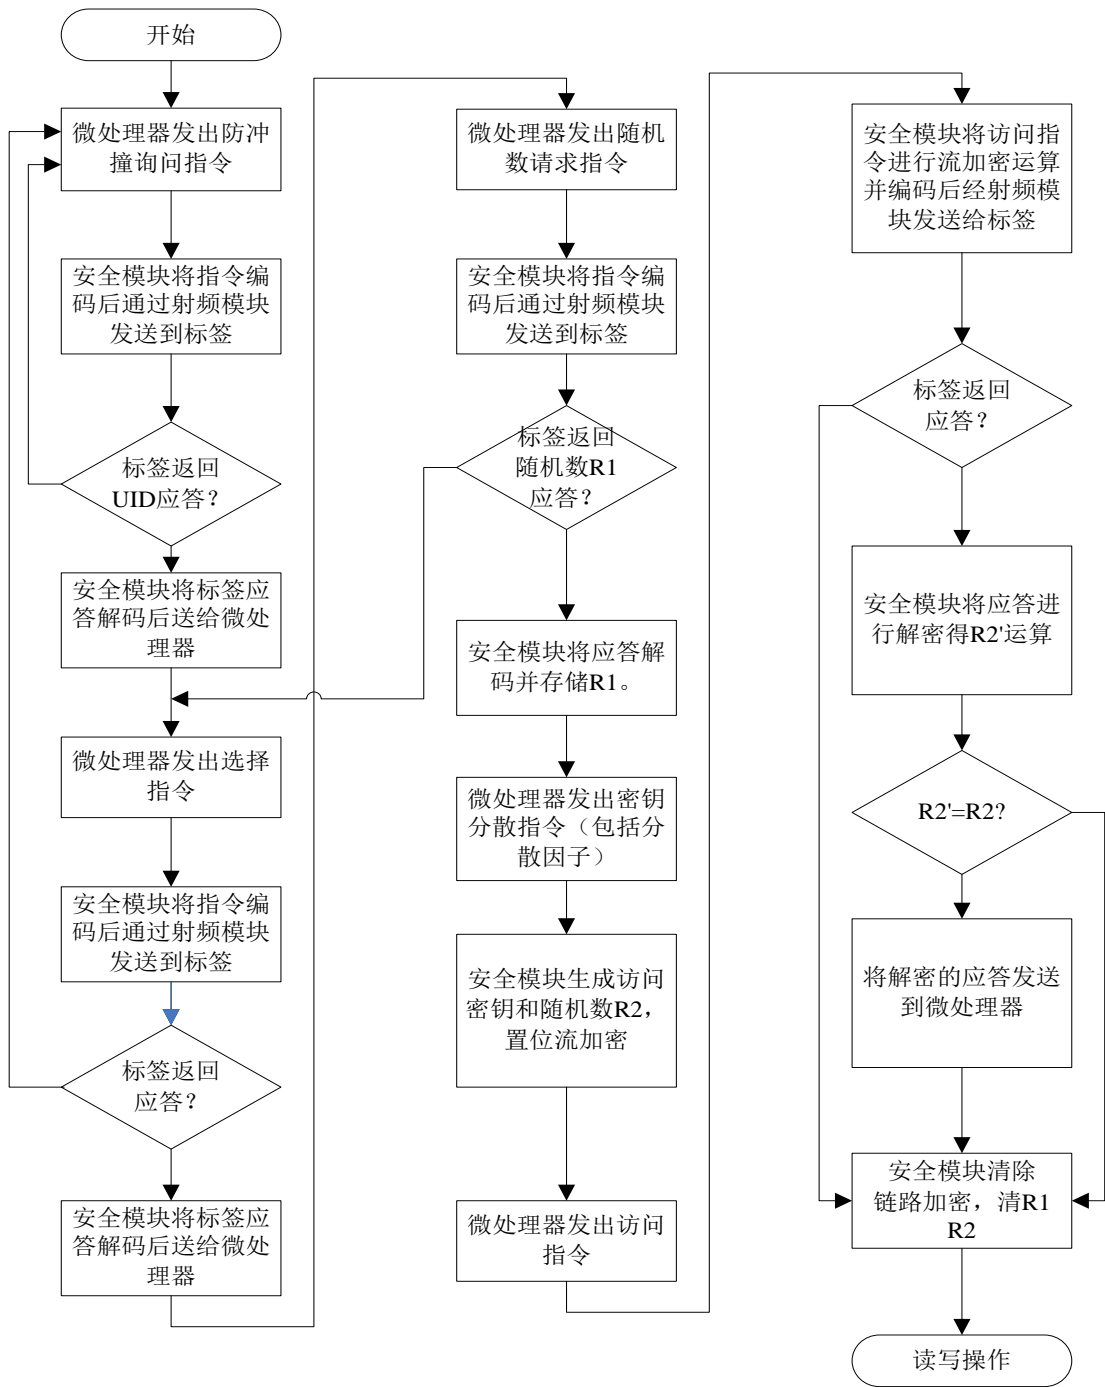 开始
微处理器发出防冲
撞询问指令
安全模块将指令编
码后通过射频模块
发送到标签
标签返回
UID应答？
安全模块将标签应
答解码后送给微处
理器
微处理器发出选择
指令
安全模块将指令编
码后通过射频模块
发送到标签
标签返回
应答？
安全模块将标签应
答解码后送给微处
理器
微处理器发出随机
数请求指令
安全模块将指令编
码后通过射频模块
发送到标签
标签返回
随机数R1
应答？
安全模块将应答解
码并存储R1。
微处理器发出密钥
分散指令（包括分
散因子）
安全模块生成访问
密钥和随机数R2，
置位流加密
微处理器发出访问
指令
安全模块将访问指
令进行流加密运算
并编码后经射频模
块发送给标签
标签返回
应答？
安全模块将应答进
行解密得R2'运算
R2'=R2?
将解密的应答发送
到微处理器
安全模块清除
链路加密，清R1
R2
读写操作